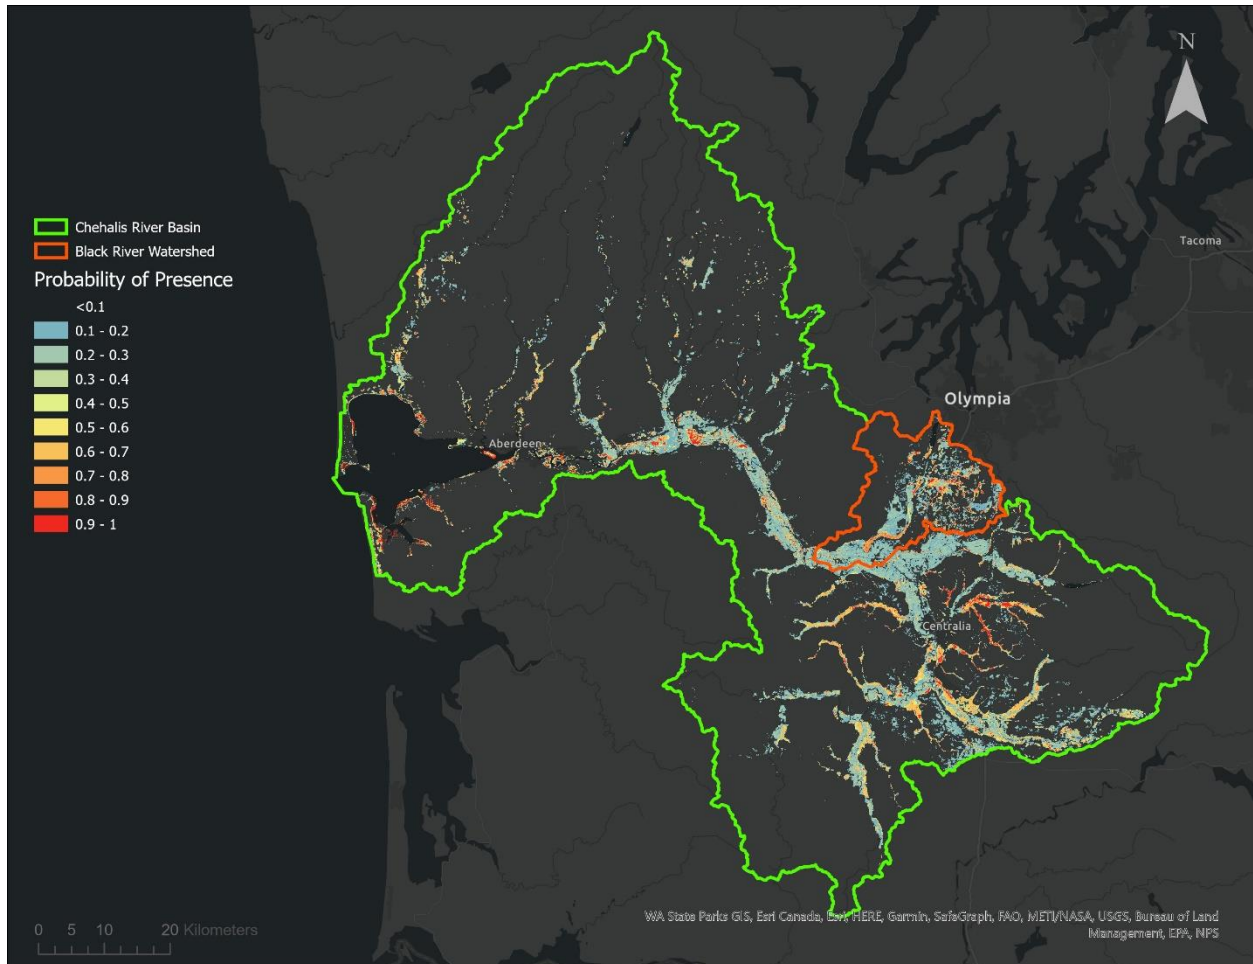 N
Chehalis River Basin
Black River Watershed
Tacoma
Probability of Presence
<0.1
0.1 - 0.2
0.2 - 0.3
0.3 - 0.4
0.4 - 0.5
0.5 - 0.6
0.6 - 0.7
0.7 - 0.8
0.8 - 0.9
0.9 - 1
Olympia
Aberdeen
Centralia
WA State Parks GIS, Esri Canada, Esri, HERE, Garmin, SafeGraph, FAO, METI/NASA, USGS, Bureau of Land
Management, EPA, NPS
0 5 10 20 Kilometers